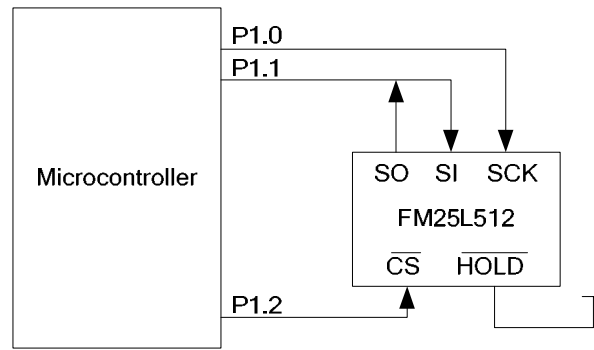 P1.0
P1.1
Microcontroller
SO SI SCK
FM25L512
CS HOLD
P1.2